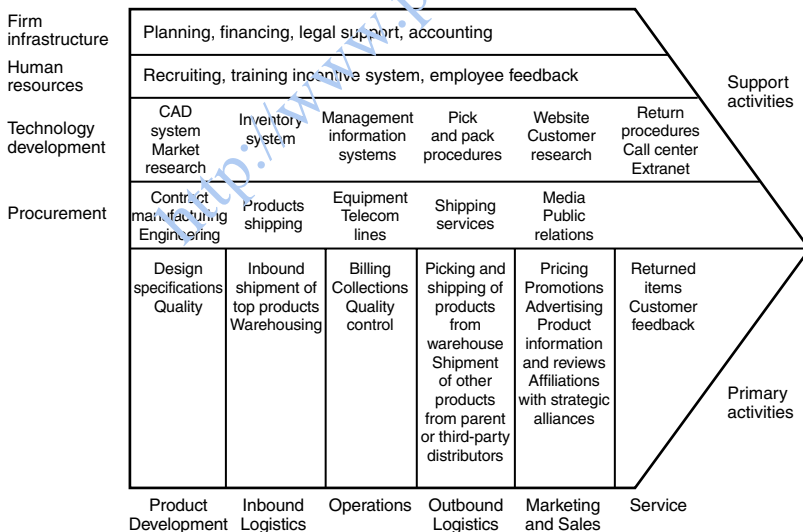 Firm
infrastructure
Planning, financing, legal support, accounting
Human
resources
Recruiting, training incentive system, employee feedback
Support
activities
Technology
development
CAD
system
Market
research
Inventory
system
Management
information
systems
Pick
and pack
procedures
Website
Customer
research
Return
procedures
Call center
Extranet
Procurement
Contract
manufacturing
Engineering
Products
shipping
Equipment
Telecom
lines
Shipping
services
Media
Public
relations
Design
specifications
Quality
Inbound
shipment of
top products
Warehousing
Billing
Collections
Quality
control
Picking and
shipping of
products
from
warehouse
Shipment
of other
products
from parent
or third-party
distributors
Pricing
Promotions
Advertising
Product
information
and reviews
Affiliations
with strategic
alliances
Returned
items
Customer
feedback
Primary
activities
Product
Development
Inbound
Logistics
Operations
Outbound
Logistics
Marketing
and Sales
Service
http://www.p